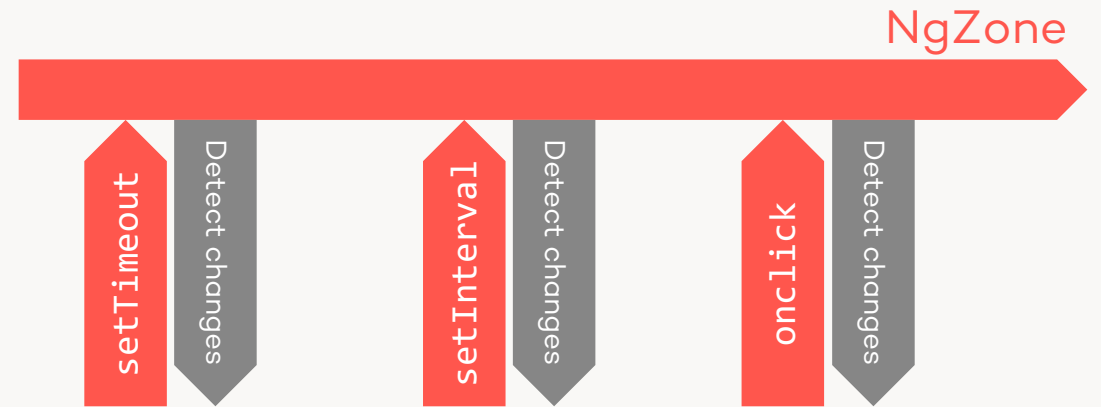 NgZone
setTimeout
Detect changes
setInterval
Detect changes
onclick
Detect changes